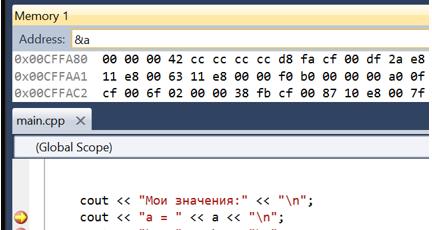 Memory 1
Address: &a
0x00CFFA80 00 00 00 42 cc cc cc cc d8 fa cf 00 df 2a e8
0x00CFFAA1 11 e8 00 63 11 e8 00 00 f0 b0 00 00 00 a0 0f
0x00CFFAC2 cf 00 6f 02 00 00 38 fb cf 00 87 10 e8 00 7f
main.cpp
(Global Scope)
cout << "Мои значения:" << "\n";
cout << "a = " << a << "\n";